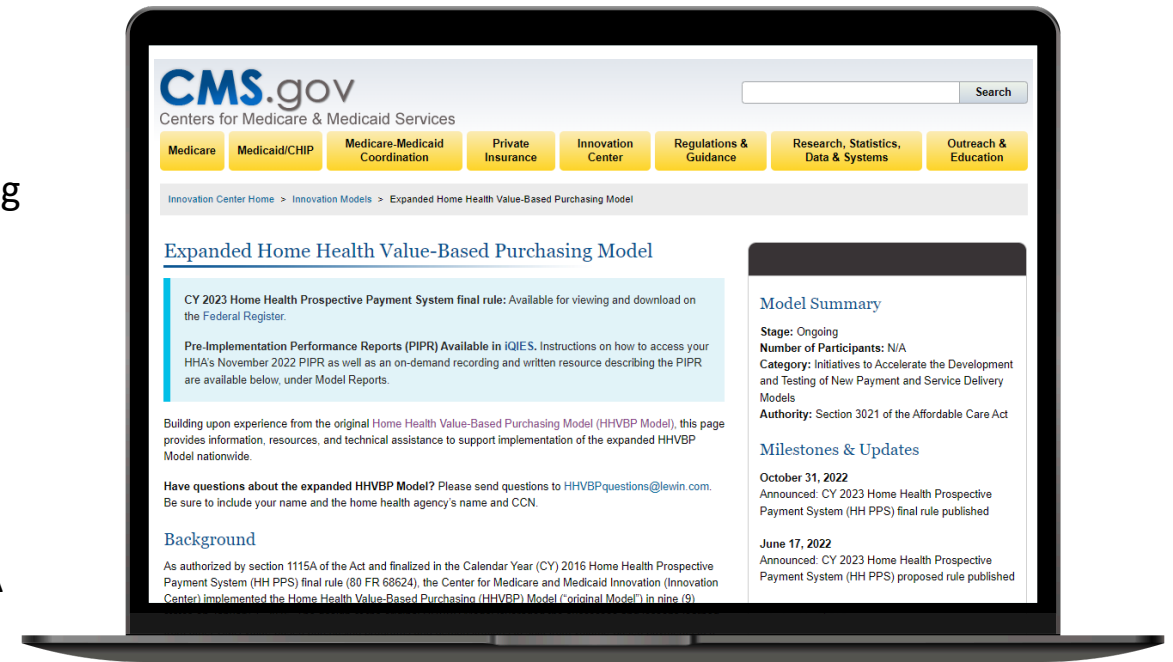 g
A
CMS.gov
Centers for Medicare & Medicaid Services
Search
Medicare
Medicaid/CHIP
Medicare-Medicaid
Coordination
Private
Insurance
Innovation
Center
Regulations &
Guidance
Research, Statistics,
Data & Systems
Outreach &
Education
Innovation Center Home > Innovation Models > Expanded Home Health Value-Based Purchasing Model
Expanded Home Health Value-Based Purchasing Model
CY 2023 Home Health Prospective Payment System final rule: Available for viewing and download on
the Federal Register.
Pre-Implementation Performance Reports (PIPR) Available in iQIES. Instructions on how to access your
HHA's November 2022 PIPR as well as an on-demand recording and written resource describing the PIPR
are available below, under Model Reports.
Building upon experience from the original Home Health Value-Based Purchasing Model (HHVBP Model), this page
provides information, resources, and technical assistance to support implementation of the expanded HHVBP
Model nationwide.
Have questions about the expanded HHVBP Model? Please send questions to HHVBPquestions@lewin.com.
Be sure to include your name and the home health agency's name and CCN.
Background
As authorized by section 1115A of the Act and finalized in the Calendar Year (CY) 2016 Home Health Prospective
Payment System (HH PPS) final rule (80 FR 68624), the Center for Medicare and Medicaid Innovation (Innovation
Center) implemented the Home Health Value-Based Purchasing (HHVBP) Model ("original Model") in nine (9)
Model Summary
Stage: Ongoing
Number of Participants: N/A
Category: Initiatives to Accelerate the Development
and Testing of New Payment and Service Delivery
Models
Authority: Section 3021 of the Affordable Care Act
Milestones & Updates
October 31, 2022
Announced: CY 2023 Home Health Prospective
Payment System (HH PPS) final rule published
June 17, 2022
Announced: CY 2023 Home Health Prospective
Payment System (HH PPS) proposed rule published